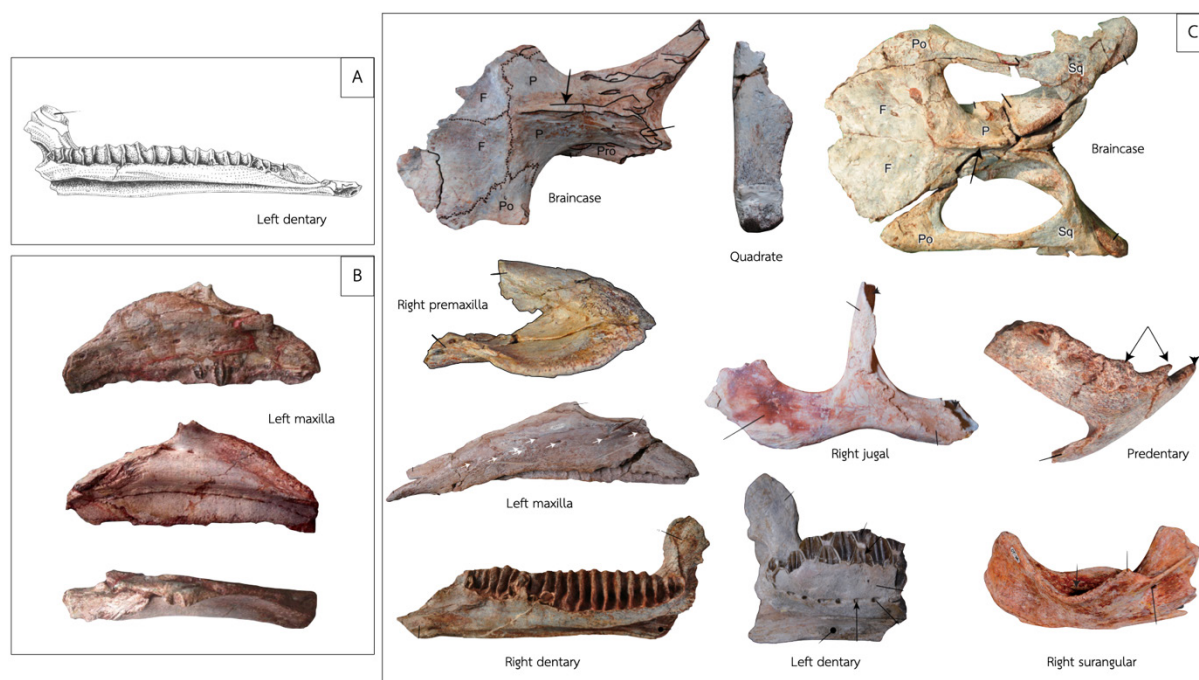 A
Left dentary
B
Left maxilla
C
P
F
P
F
Pro
Po
Braincase
Quadrate
Po
Sq
F
P
F
Braincase
Po
Sq
Right premaxilla
Left maxilla
Right jugal
Predentary
Right dentary
Left dentary
Right surangular